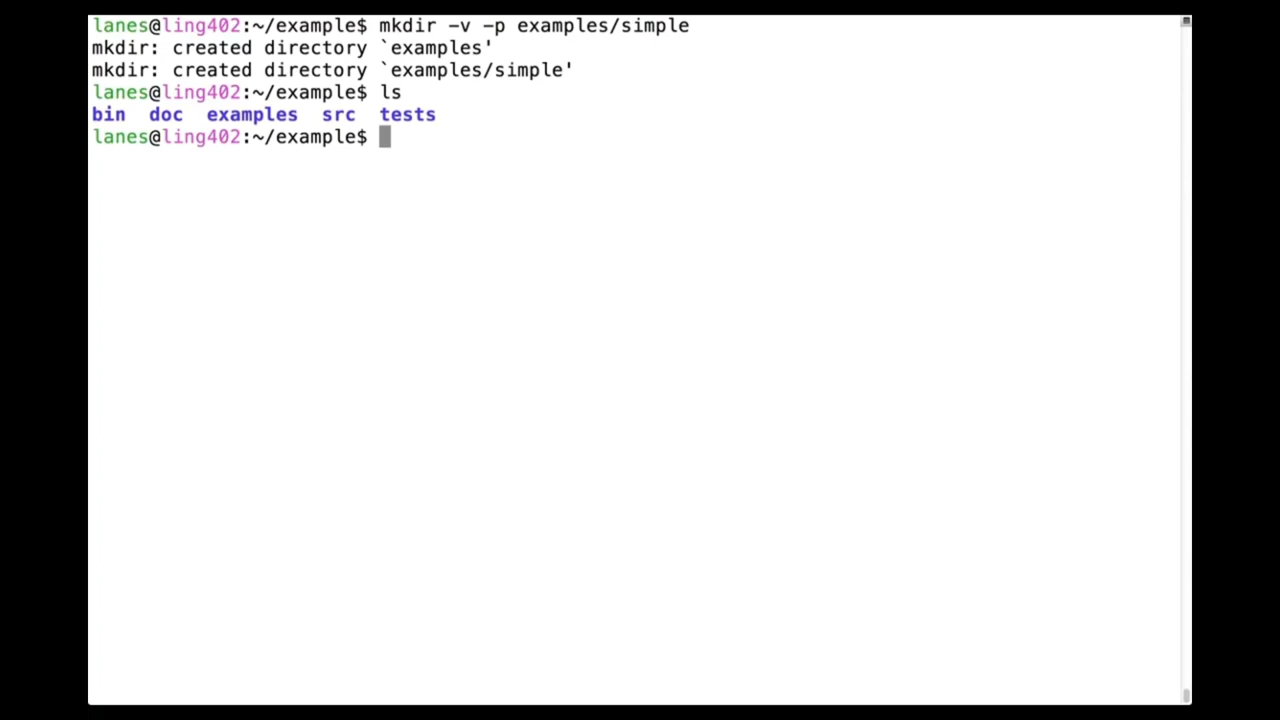 lanes@ling402:~/example$ mkdir -v -p examples/simple
mkdir: created directory `examples'
mkdir: created directory `examples/simple'
lanes@ling402:~/example$ ls
bin  doc  examples  src  tests
lanes@ling402:~/example$